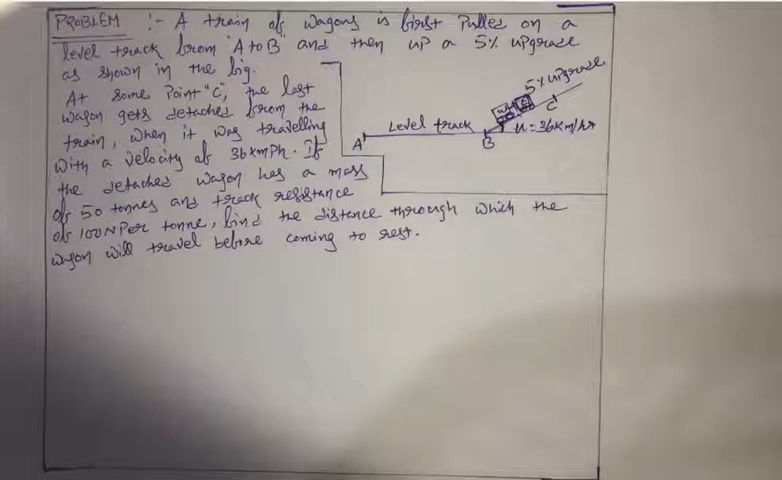 PROBLEM :- A train of wagons is first Pulled on a
level track from "A to B" and then up a 5% upgrade
as shown in the fig.
At some Point "C", the last
wagon gets detached from the
train, when it was travelling
with a velocity of 36 kmPh. If
the detached wagon has a mass
of 50 tonnes and track resistance
of 100N Per tonne, find the distance through which the
wagon will travel before coming to rest.
5% upgrade
C
Level track
u = 36 Km/hr
A
B